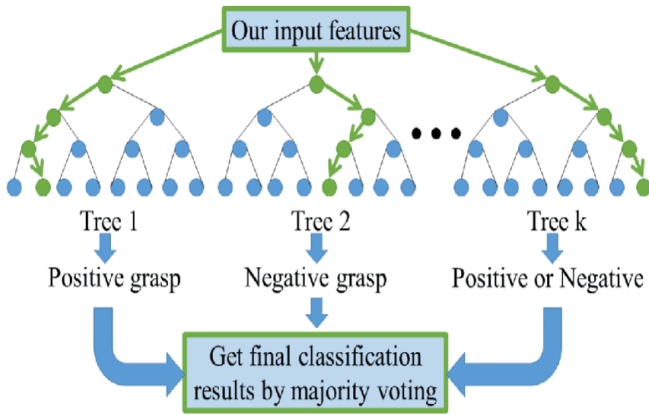 Our input features
Tree 1
Tree 2
Tree k
Positive grasp
Negative grasp
Positive or Negative
Get final classification
results by majority voting